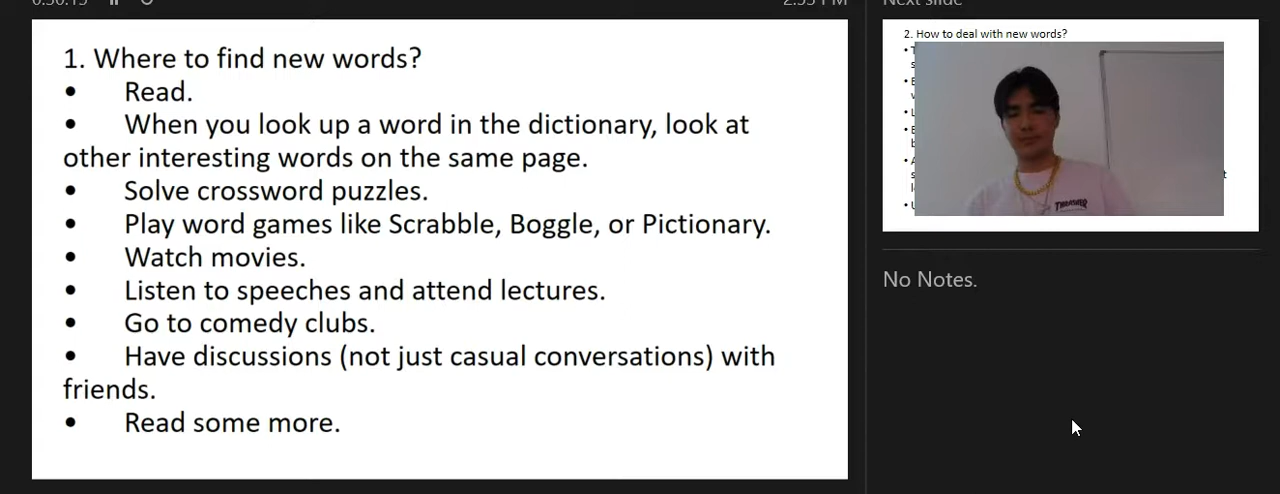 Next slide
1. Where to find new words?
• Read.
• When you look up a word in the dictionary, look at
other interesting words on the same page.
• Solve crossword puzzles.
• Play word games like Scrabble, Boggle, or Pictionary.
• Watch movies.
• Listen to speeches and attend lectures.
• Go to comedy clubs.
• Have discussions (not just casual conversations) with
friends.
• Read some more.
2. How to deal with new words?
THRASHER
No Notes.